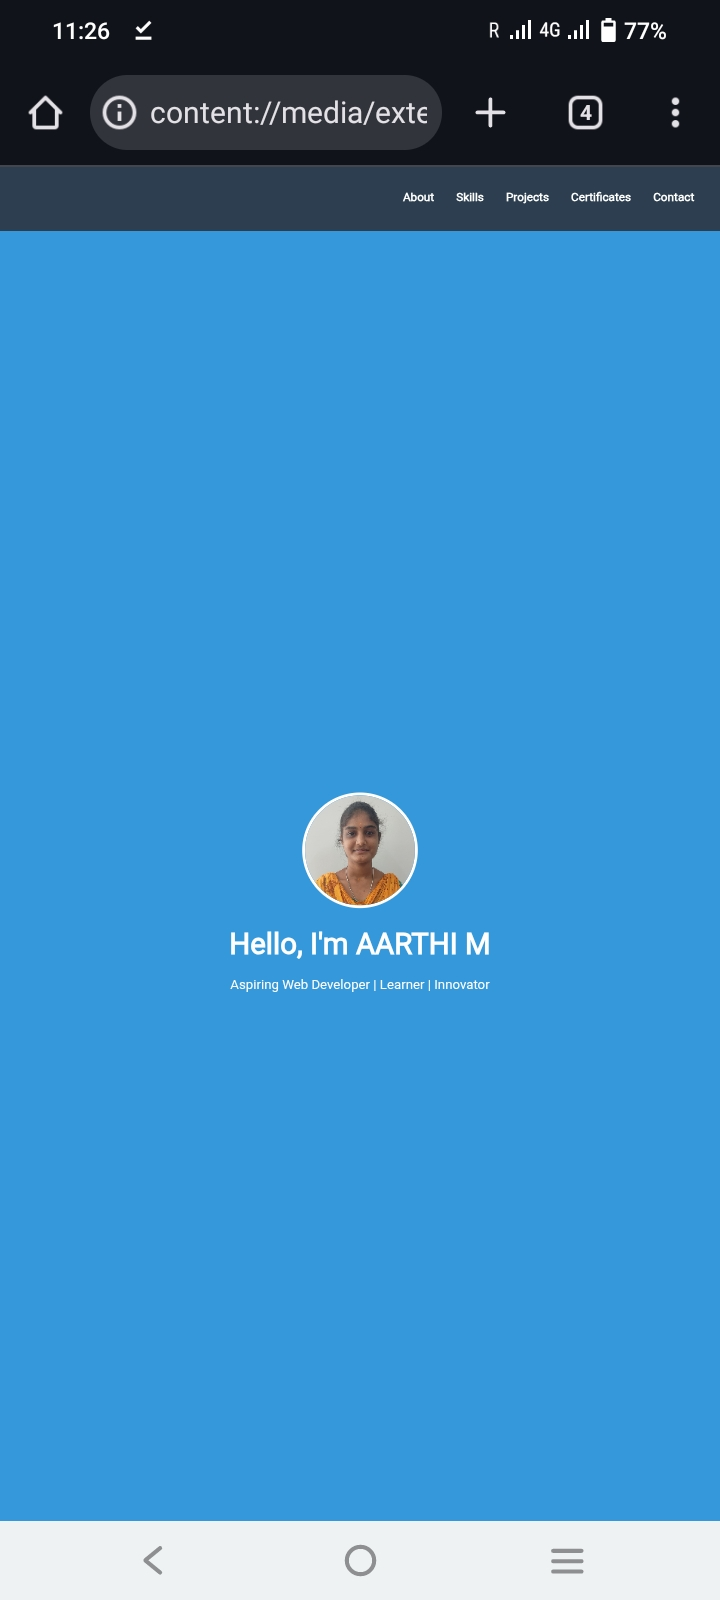 11:26 R 4G 77%
content://media/exte
4
About Skills Projects Certificates Contact
Hello, I'm AARTHI M
Aspiring Web Developer | Learner | Innovator